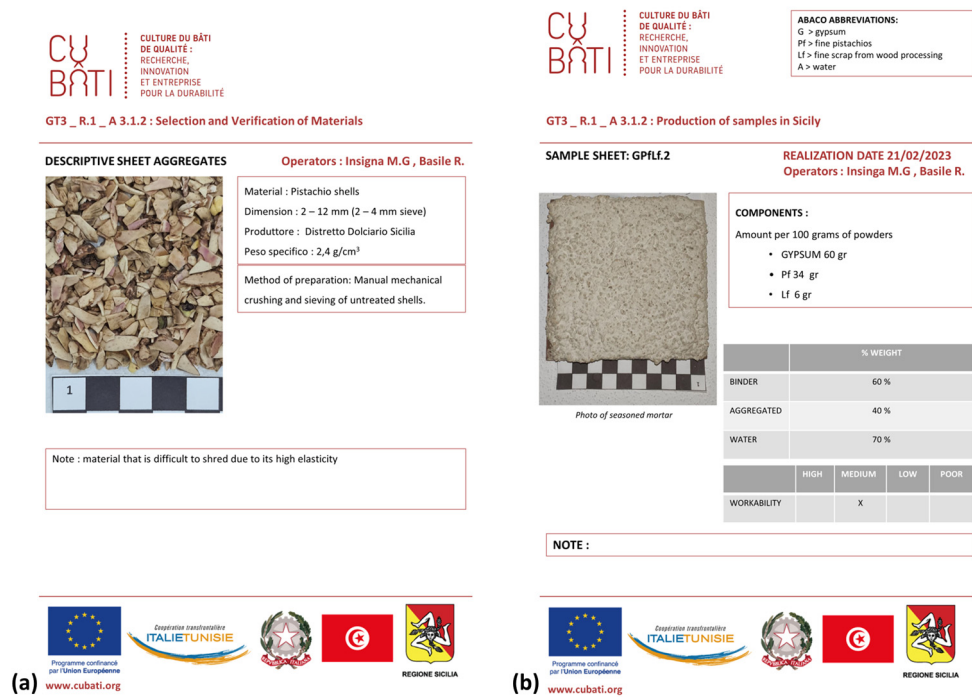 CUBÂTI
CULTURE DU BÂTI
DE QUALITÉ :
RECHERCHE,
INNOVATION
ET ENTREPRISE
POUR LA DURABILITÉ
GT3 _ R.1 _ A 3.1.2 : Selection and Verification of Materials
DESCRIPTIVE SHEET AGGREGATES
Operators : Insigna M.G , Basile R.
Material : Pistachio shells
Dimension : 2 – 12 mm (2 – 4 mm sieve)
Produttore : Distretto Dolciario Sicilia
Peso specifico : 2,4 g/cm³
Method of preparation: Manual mechanical
crushing and sieving of untreated shells.
1
Note : material that is difficult to shred due to its high elasticity
Programme confinancé
par l'Union Européenne
Coopération transfrontalière
ITALIETUNISIE
REPVBBLICA ITALIANA
REGIONE SICILIA
(a)
www.cubati.org
CUBÂTI
CULTURE DU BÂTI
DE QUALITÉ :
RECHERCHE,
INNOVATION
ET ENTREPRISE
POUR LA DURABILITÉ
ABACO ABBREVIATIONS:
G > gypsum
Pf > fine pistachios
Lf > fine scrap from wood processing
A > water
GT3 _ R.1 _ A 3.1.2 : Production of samples in Sicily
SAMPLE SHEET: GPfLf.2
REALIZATION DATE 21/02/2023
Operators : Insinga M.G , Basile R.
COMPONENTS :
Amount per 100 grams of powders
• GYPSUM 60 gr
• Pf 34 gr
• Lf 6 gr
1
Photo of seasoned mortar
% WEIGHT
BINDER 60 %
AGGREGATED 40 %
WATER 70 %
HIGH MEDIUM LOW POOR
WORKABILITY X
NOTE :
Programme confinancé
par l'Union Européenne
Coopération transfrontalière
ITALIETUNISIE
REPVBBLICA ITALIANA
REGIONE SICILIA
(b)
www.cubati.org